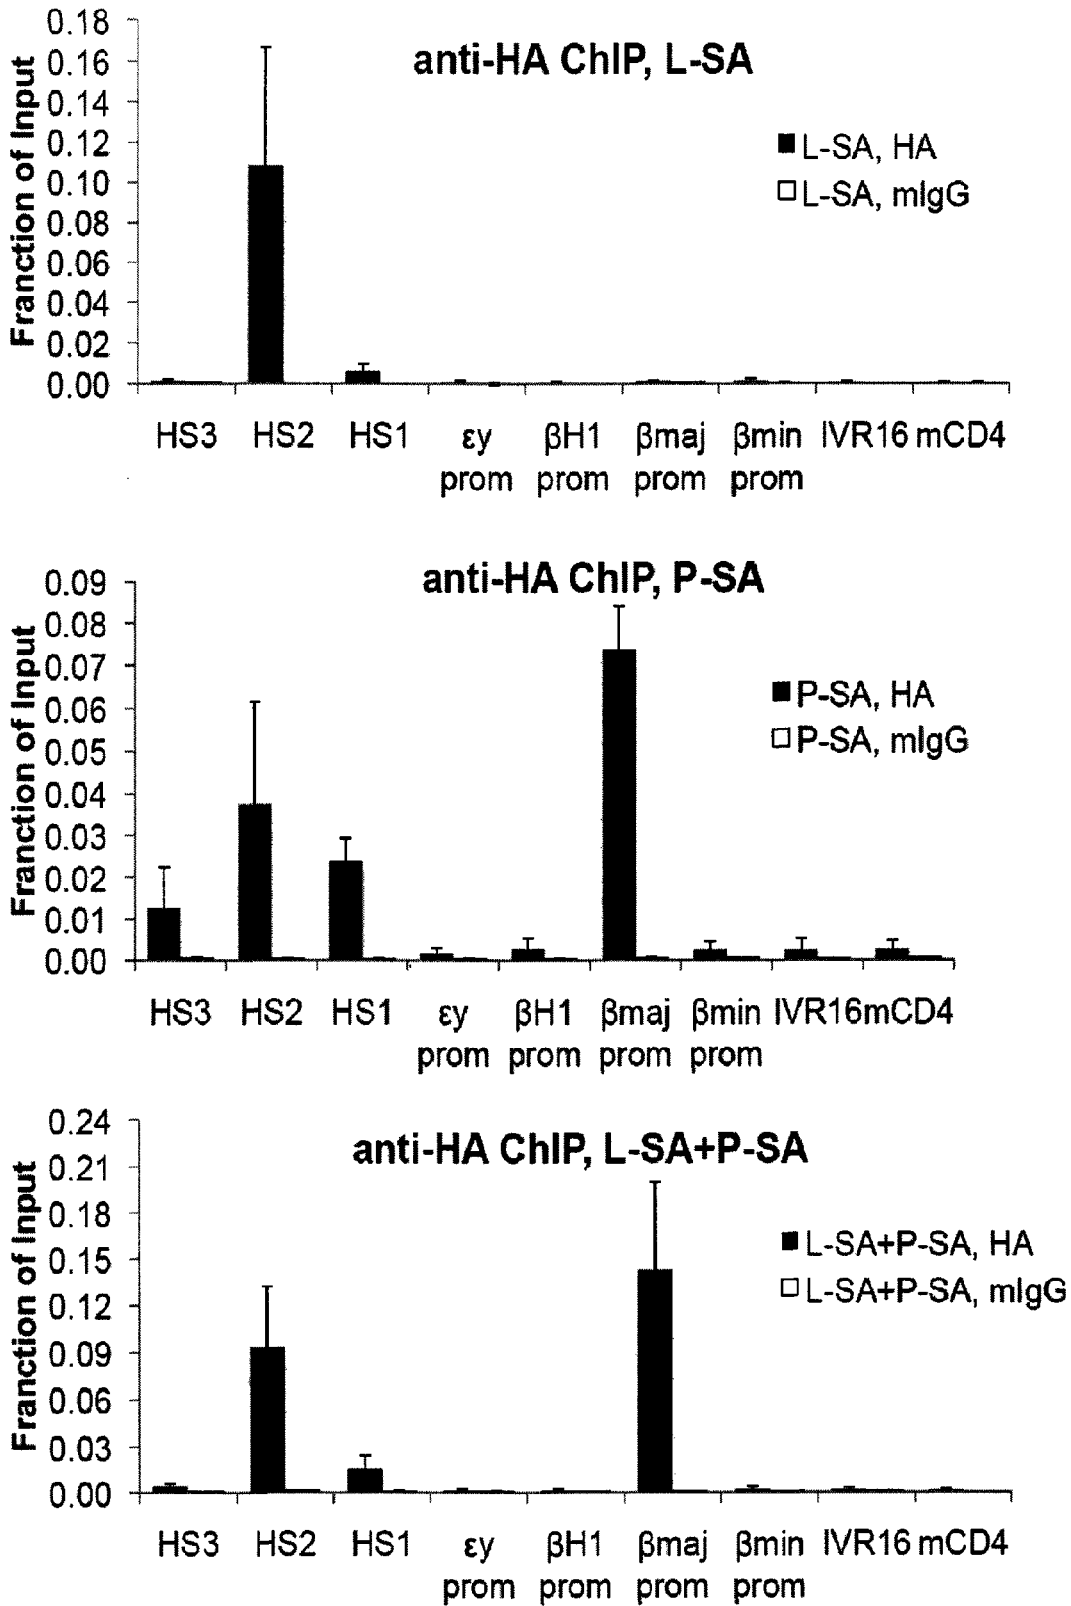 anti-HA ChIP, L-SA
Franction of Input
0.18
0.16
0.14
0.12
0.10
0.08
0.06
0.04
0.02
0.00
L-SA, HA
L-SA, mIgG
HS3 HS2 HS1 εy prom βH1 prom βmaj prom βmin prom IVR16 mCD4
anti-HA ChIP, P-SA
Franction of Input
0.09
0.08
0.07
0.06
0.05
0.04
0.03
0.02
0.01
0.00
P-SA, HA
P-SA, mIgG
HS3 HS2 HS1 εy prom βH1 prom βmaj prom βmin prom IVR16 mCD4
anti-HA ChIP, L-SA+P-SA
Franction of Input
0.24
0.21
0.18
0.15
0.12
0.09
0.06
0.03
0.00
L-SA+P-SA, HA
L-SA+P-SA, mIgG
HS3 HS2 HS1 εy prom βH1 prom βmaj prom βmin prom IVR16 mCD4